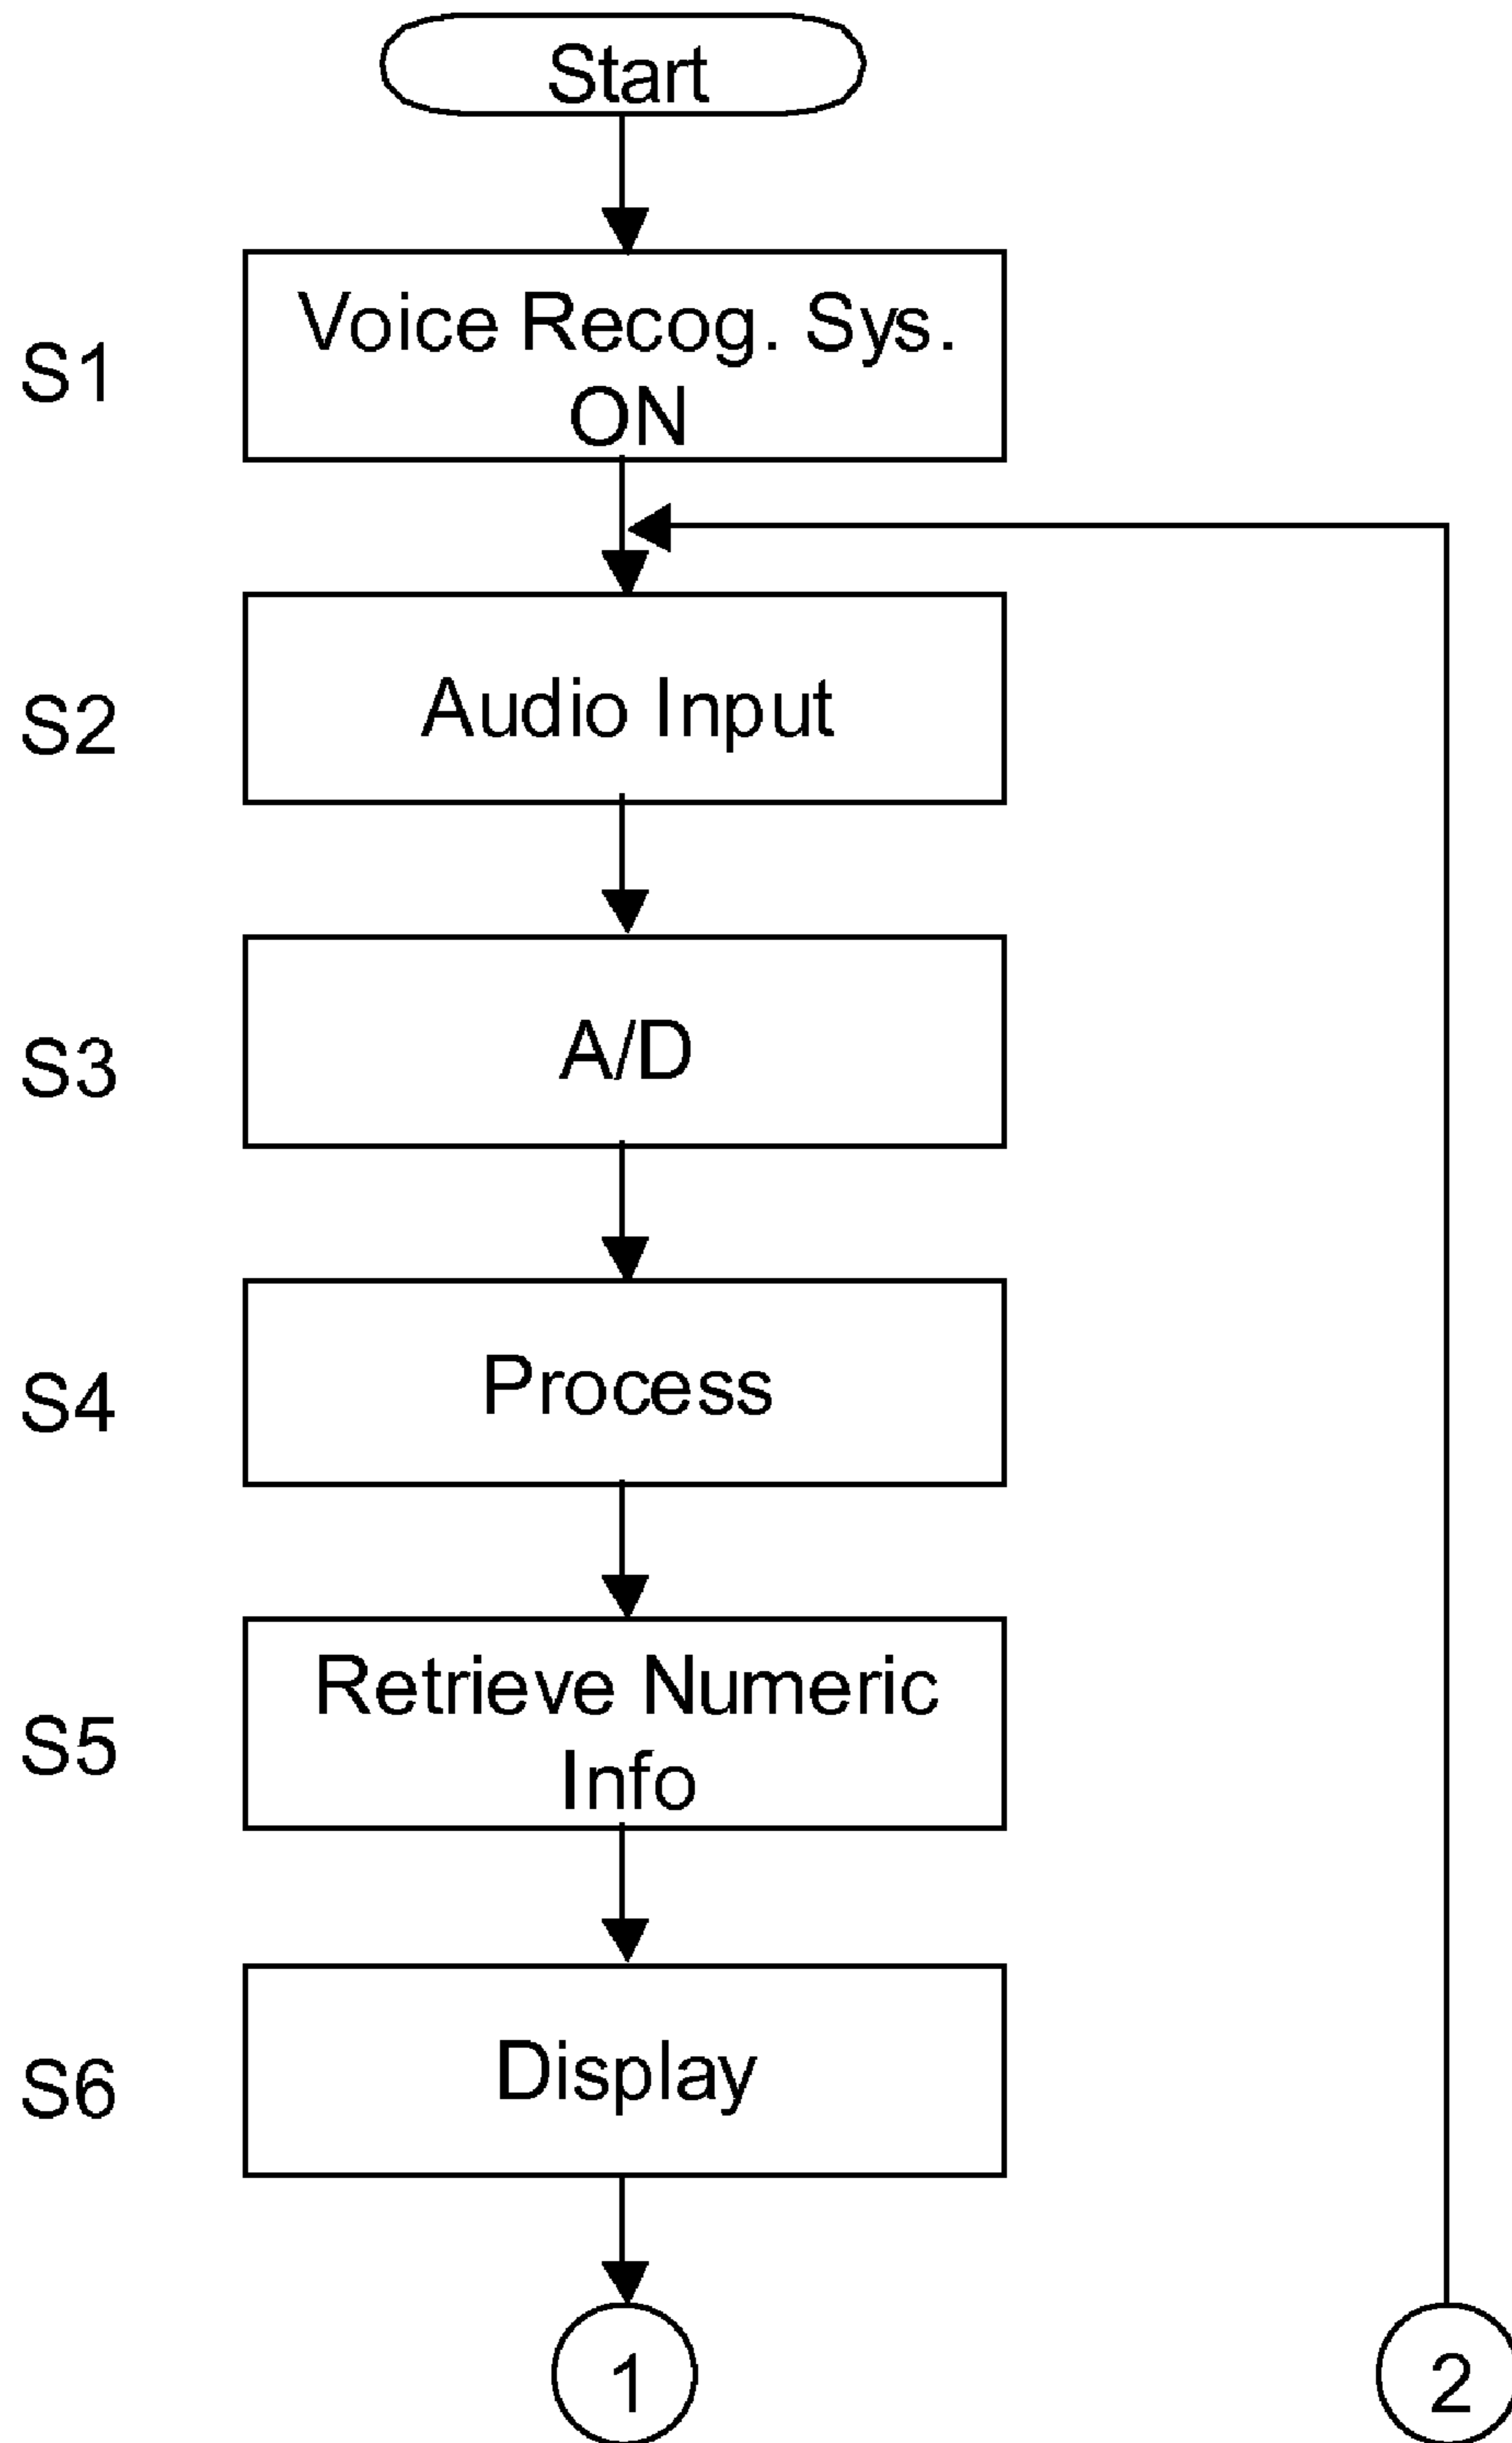 Start
S1
Voice Recog. Sys.
ON
S2
Audio Input
S3
A/D
S4
Process
S5
Retrieve Numeric
Info
S6
Display
1
2